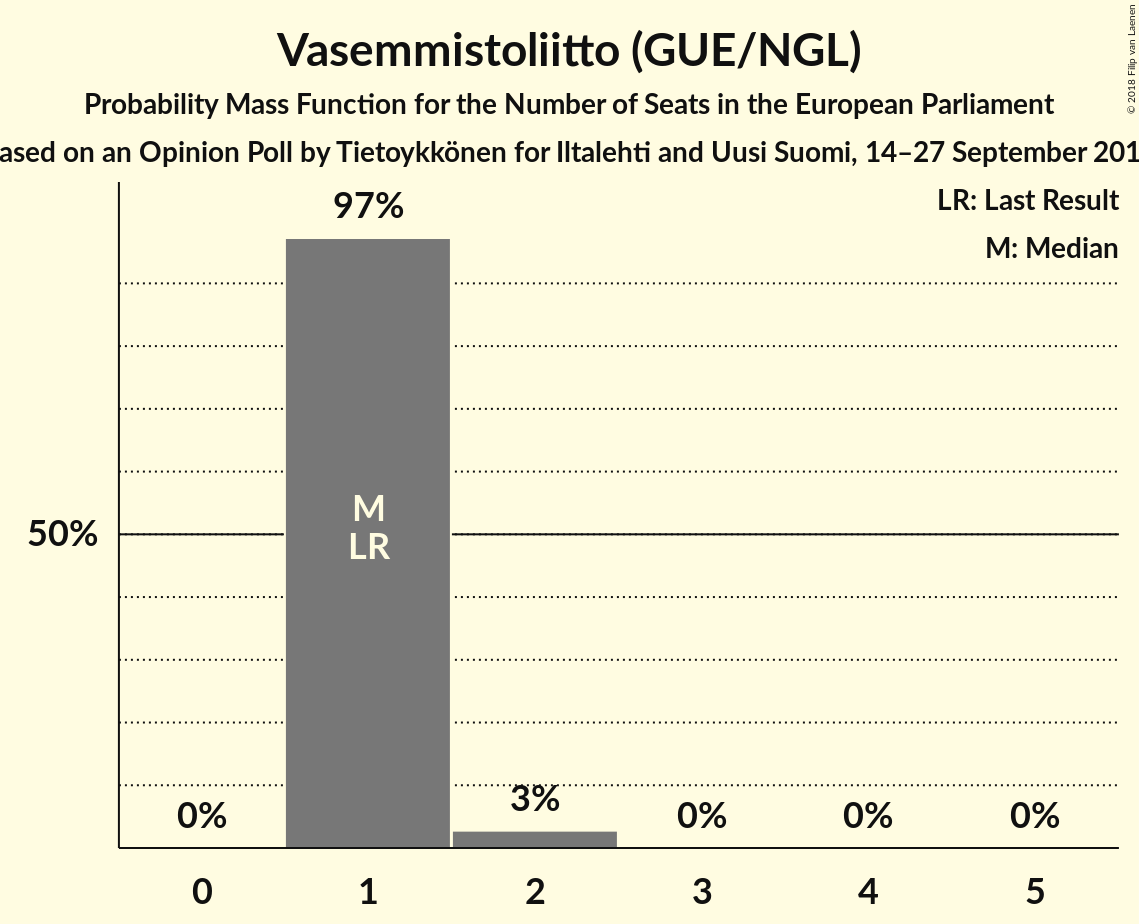 Vasemmistoliitto (GUE/NGL)
Probability Mass Function for the Number of Seats in the European Parliament
ased on an Opinion Poll by Tietoykkönen for Iltalehti and Uusi Suomi, 14–27 September 201
© 2018 Filip van Laenen
LR: Last Result
M: Median
97%
M
LR
50%
0%
3%
0%
0%
0%
0 1 2 3 4 5